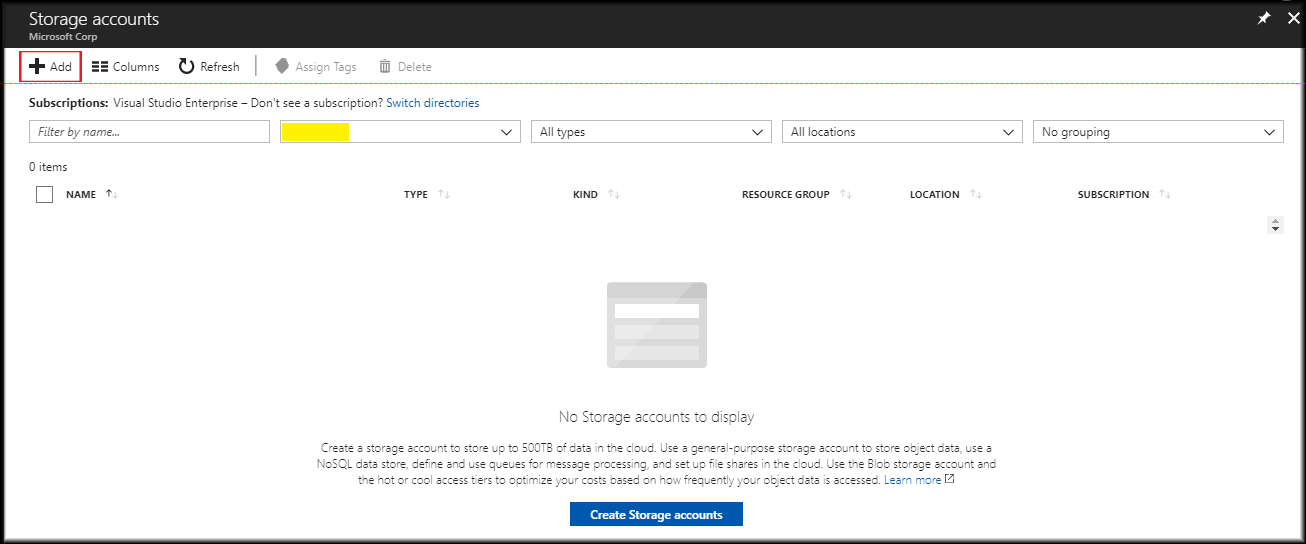 Storage accounts
Microsoft Corp
Add Columns Refresh Assign Tags Delete
Subscriptions: Visual Studio Enterprise – Don't see a subscription? Switch directories
Filter by name... All types All locations No grouping
0 items
NAME TYPE KIND RESOURCE GROUP LOCATION SUBSCRIPTION
No Storage accounts to display
Create a storage account to store up to 500TB of data in the cloud. Use a general-purpose storage account to store object data, use a
NoSQL data store, define and use queues for message processing, and set up file shares in the cloud. Use the Blob storage account and
the hot or cool access tiers to optimize your costs based on how frequently your object data is accessed. Learn more
Create Storage accounts